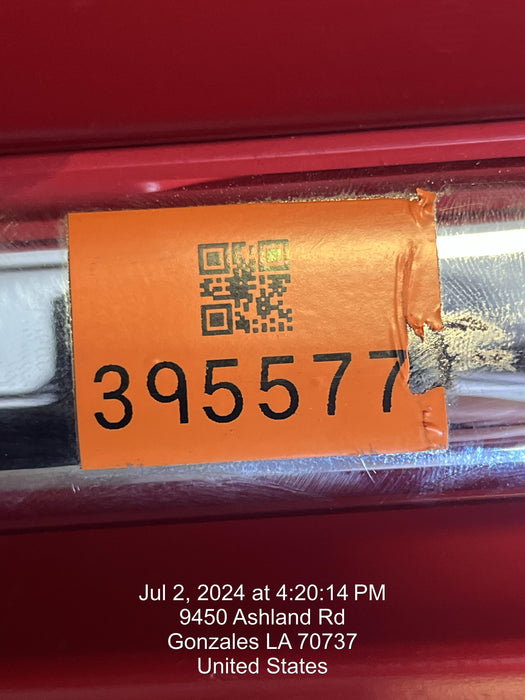 395577
Jul 2, 2024 at 4:20:14 PM
9450 Ashland Rd
Gonzales LA 70737
United States